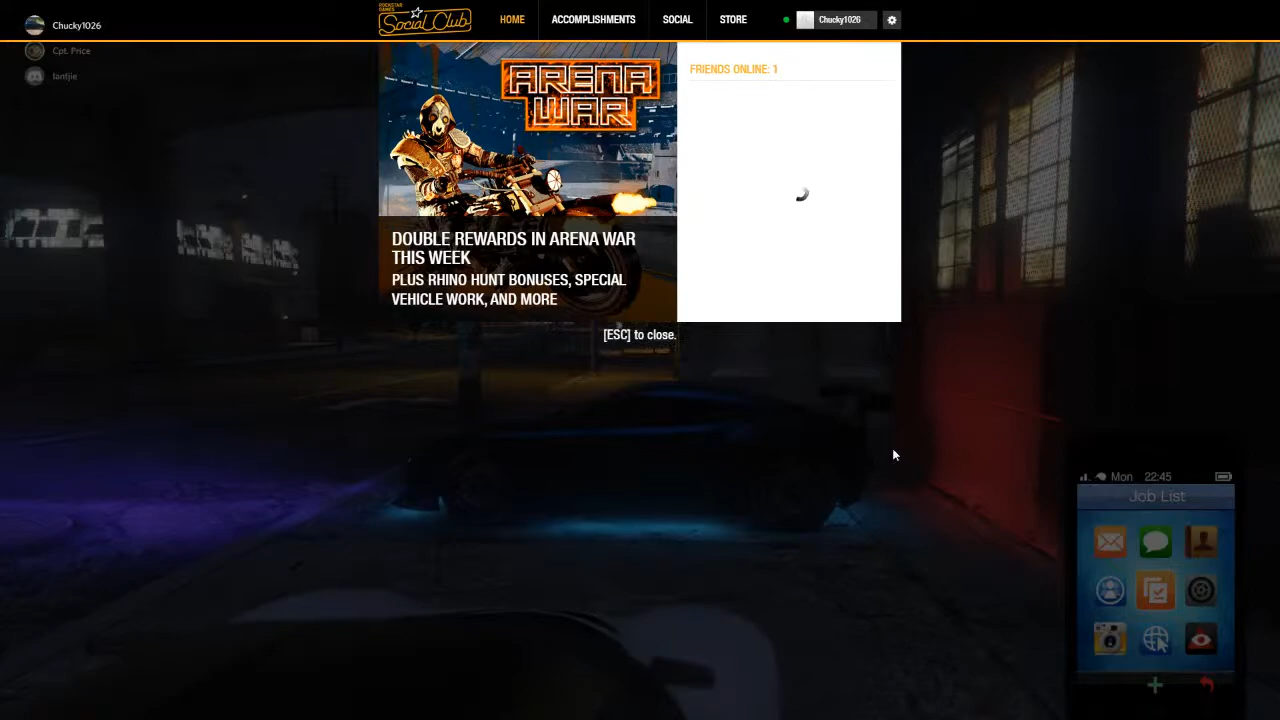 Chucky1026
Cpt. Price
fantjie
ROCKSTAR
GAMES
Social Club
HOME
ACCOMPLISHMENTS
SOCIAL
STORE
Chucky1026
ARENA
WAR
FRIENDS ONLINE: 1
DOUBLE REWARDS IN ARENA WAR
THIS WEEK
PLUS RHINO HUNT BONUSES, SPECIAL
VEHICLE WORK, AND MORE
[ESC] to close.
Mon 22:45
Job List